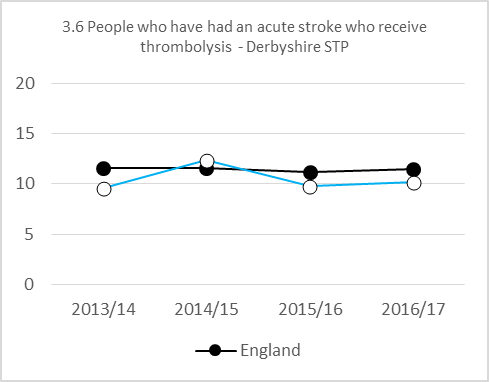 3.6 People who have had an acute stroke who receive
thrombolysis - Derbyshire STP
20
15
10
5
0
2013/14 2014/15 2015/16 2016/17
England